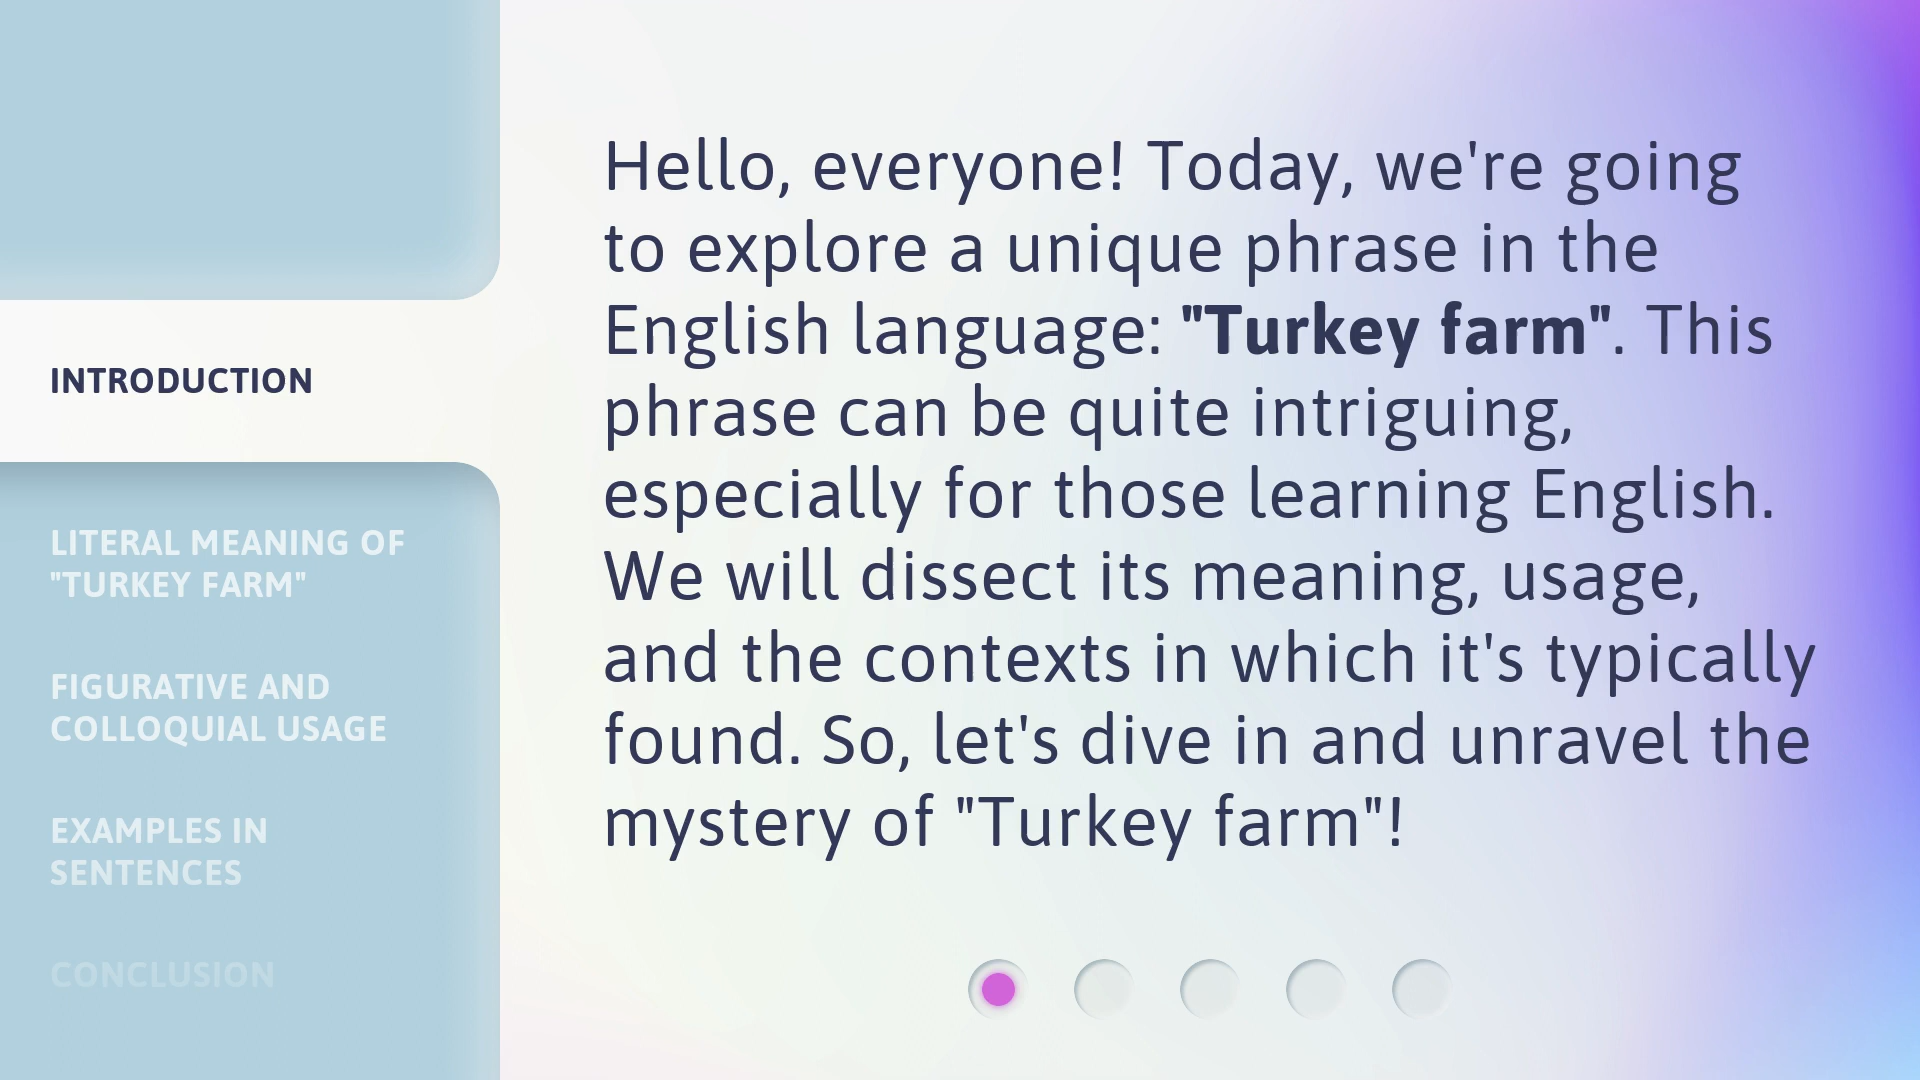 INTRODUCTION
LITERAL MEANING OF
"TURKEY FARM"
FIGURATIVE AND
COLLOQUIAL USAGE
EXAMPLES IN
SENTENCES
CONCLUSION
Hello, everyone! Today, we're going
to explore a unique phrase in the
English language: "Turkey farm". This
phrase can be quite intriguing,
especially for those learning English.
We will dissect its meaning, usage,
and the contexts in which it's typically
found. So, let's dive in and unravel the
mystery of "Turkey farm"!